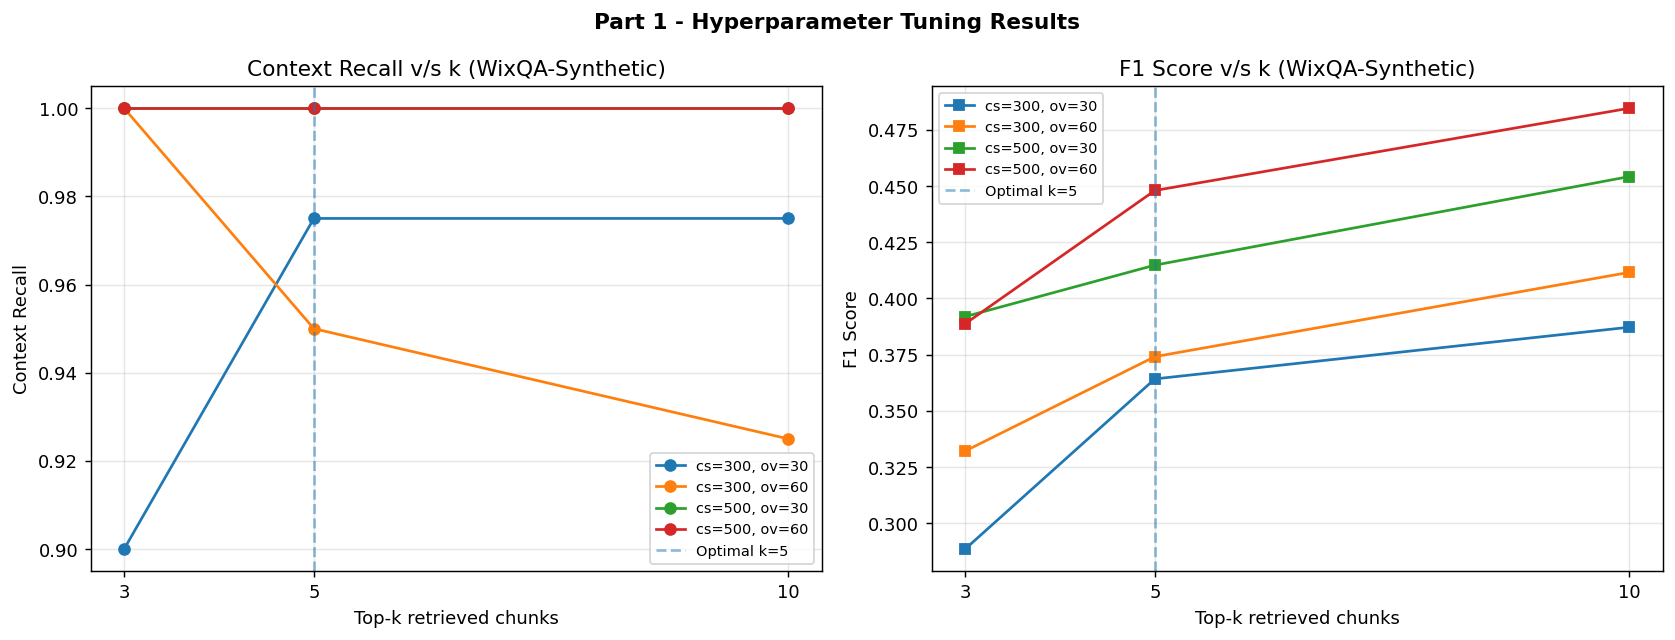 Part 1 - Hyperparameter Tuning Results
Context Recall v/s k (WixQA-Synthetic)
Context Recall
1.00
0.98
0.96
0.94
0.92
0.90
cs=300, ov=30
cs=300, ov=60
cs=500, ov=30
cs=500, ov=60
Optimal k=5
3 5 10
Top-k retrieved chunks
F1 Score v/s k (WixQA-Synthetic)
F1 Score
0.475
0.450
0.425
0.400
0.375
0.350
0.325
0.300
cs=300, ov=30
cs=300, ov=60
cs=500, ov=30
cs=500, ov=60
Optimal k=5
3 5 10
Top-k retrieved chunks